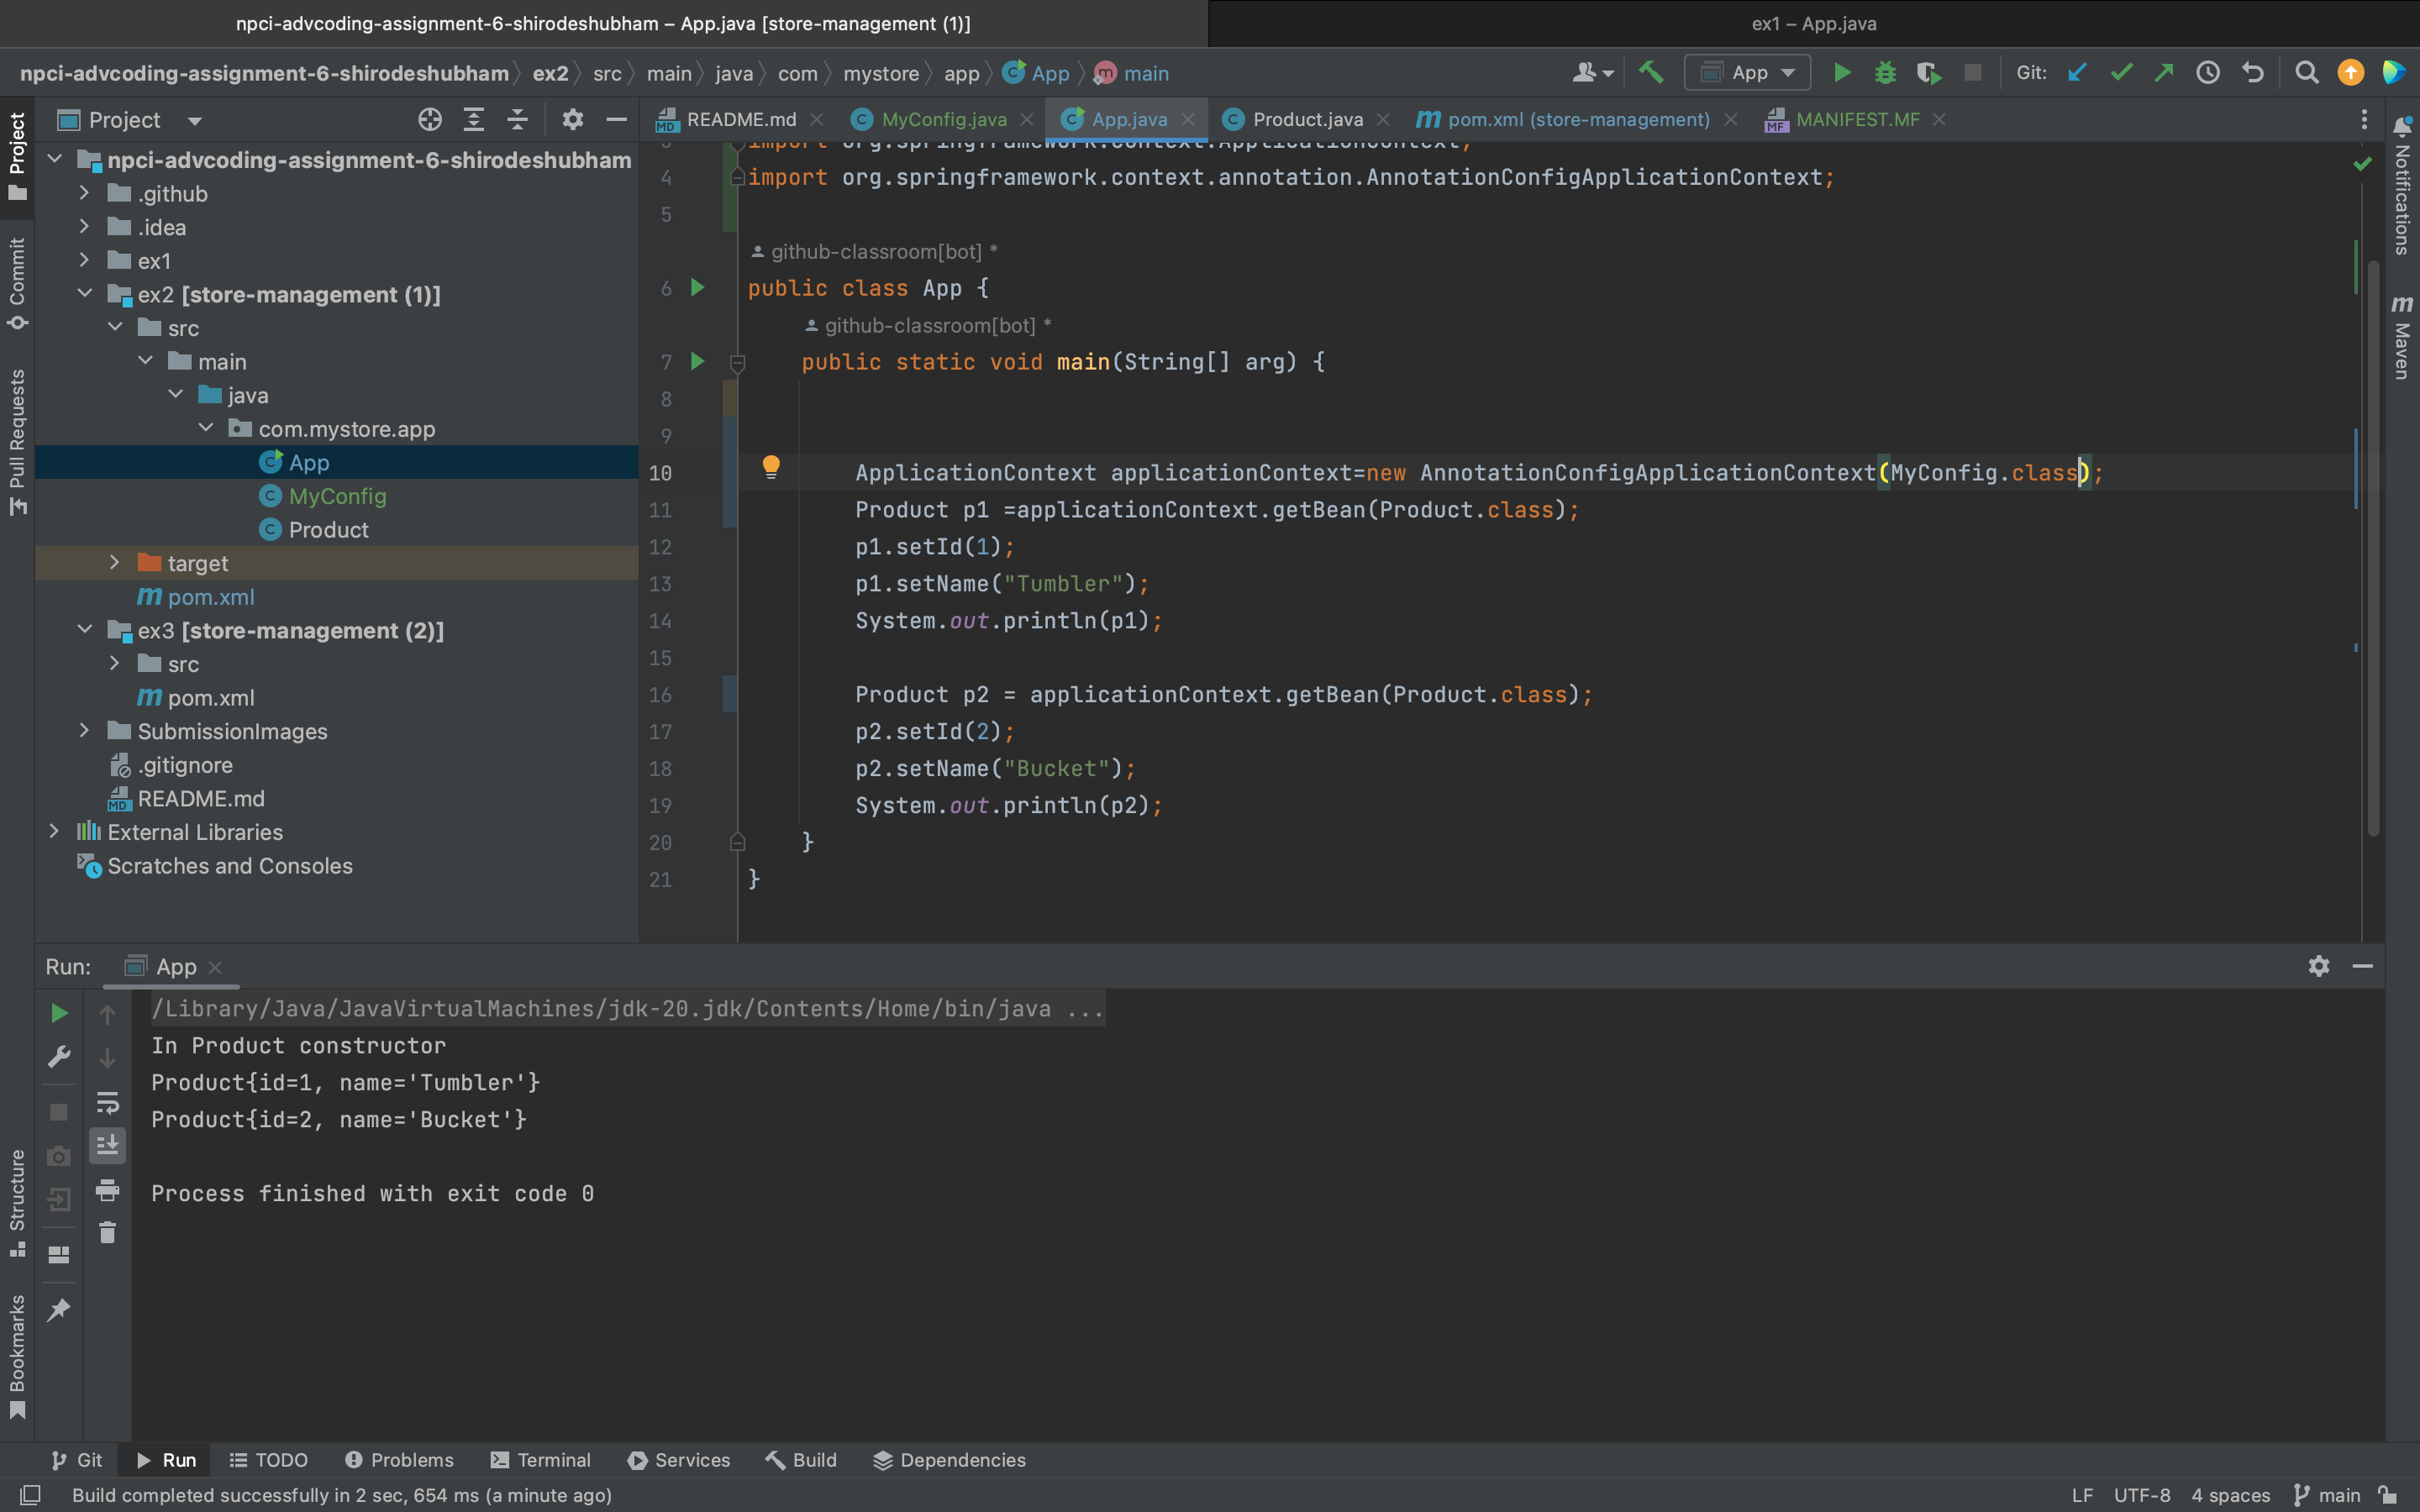 npci-advcoding-assignment-6-shirodeshubham – App.java [store-management (1)]
ex1 – App.java
npci-advcoding-assignment-6-shirodeshubham ex2 src main java com mystore app App main
App
Git:
Project
README.md
MyConfig.java
App.java
Product.java
pom.xml (store-management)
MANIFEST.MF
Project
Commit
Pull Requests
Structure
Bookmarks
Notifications
Maven
npci-advcoding-assignment-6-shirodeshubham
.github
.idea
ex1
ex2 [store-management (1)]
src
main
java
com.mystore.app
App
MyConfig
Product
target
pom.xml
ex3 [store-management (2)]
src
pom.xml
SubmissionImages
.gitignore
README.md
External Libraries
Scratches and Consoles
3 import org.springframework.context.ApplicationContext;
4 import org.springframework.context.annotation.AnnotationConfigApplicationContext;
5
github-classroom[bot] *
6 public class App {
github-classroom[bot] *
7 public static void main(String[] arg) {
8
9
10 ApplicationContext applicationContext=new AnnotationConfigApplicationContext(MyConfig.class);
11 Product p1 =applicationContext.getBean(Product.class);
12 p1.setId(1);
13 p1.setName("Tumbler");
14 System.out.println(p1);
15
16 Product p2 = applicationContext.getBean(Product.class);
17 p2.setId(2);
18 p2.setName("Bucket");
19 System.out.println(p2);
20 }
21 }
Run: App
/Library/Java/JavaVirtualMachines/jdk-20.jdk/Contents/Home/bin/java ...
In Product constructor
Product{id=1, name='Tumbler'}
Product{id=2, name='Bucket'}
Process finished with exit code 0
Git Run TODO Problems Terminal Services Build Dependencies
Build completed successfully in 2 sec, 654 ms (a minute ago)
LF UTF-8 4 spaces main